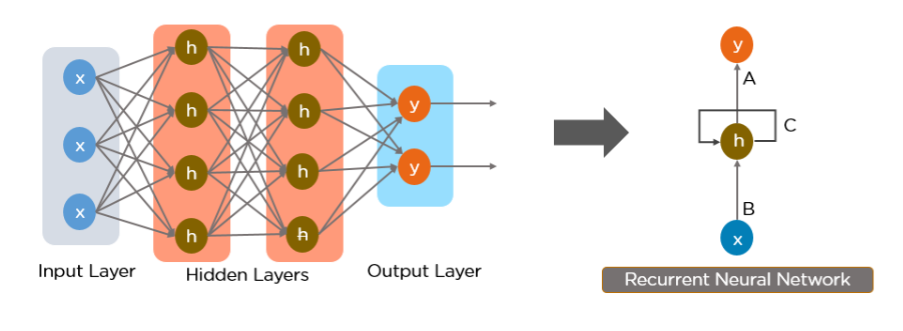 x
x
x
h
h
h
h
h
h
h
h
y
y
Input Layer
Hidden Layers
Output Layer
y
A
h
C
B
x
Recurrent Neural Network